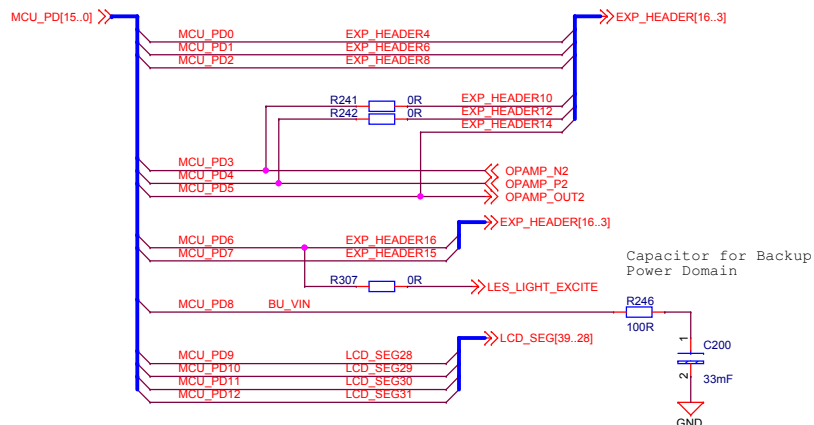 MCU_PD[15..0]
EXP_HEADER[16..3]
MCU_PD0 EXP_HEADER4
MCU_PD1 EXP_HEADER6
MCU_PD2 EXP_HEADER8
R241 0R EXP_HEADER10
R242 0R EXP_HEADER12
EXP_HEADER14
MCU_PD3 OPAMP_N2
MCU_PD4 OPAMP_P2
MCU_PD5 OPAMP_OUT2
EXP_HEADER[16..3]
MCU_PD6 EXP_HEADER16
MCU_PD7 EXP_HEADER15
Capacitor for Backup
Power Domain
R307 0R LES_LIGHT_EXCITE
MCU_PD8 BU_VIN R246
100R
LCD_SEG[39..28]
1
C200
MCU_PD9 LCD_SEG28
MCU_PD10 LCD_SEG29
MCU_PD11 LCD_SEG30
MCU_PD12 LCD_SEG31
2
33mF
GND